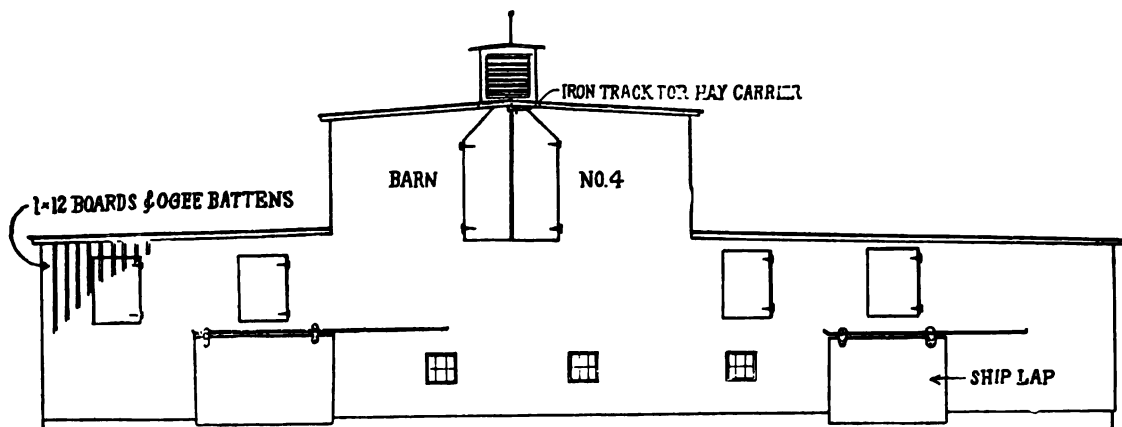 IRON TRACK FOR HAY CARRIER
BARN NO.4
1×12 BOARDS & OGEE BATTENS
SHIP LAP